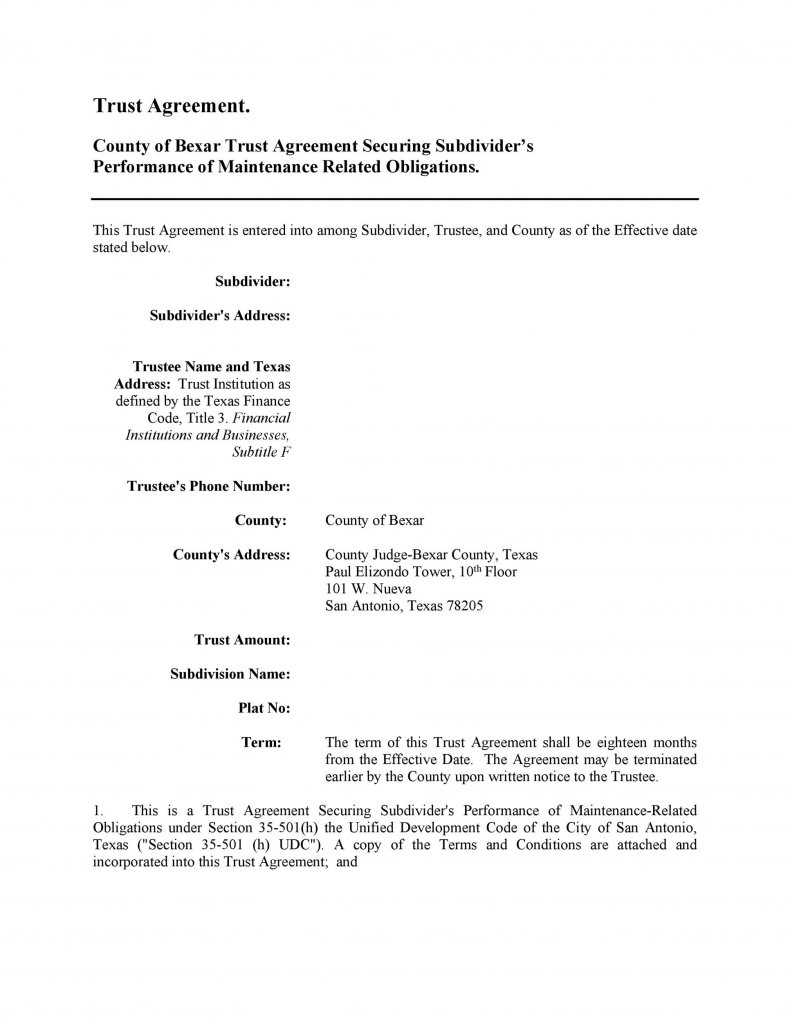 Trust Agreement.
County of Bexar Trust Agreement Securing Subdivider’s
Performance of Maintenance Related Obligations.
This Trust Agreement is entered into among Subdivider, Trustee, and County as of the Effective date
stated below.
Subdivider:
Subdivider's Address:
Trustee Name and Texas
Address: Trust Institution as
defined by the Texas Finance
Code, Title 3. Financial
Institutions and Businesses,
Subtitle F
Trustee's Phone Number:
County: County of Bexar
County's Address: County Judge-Bexar County, Texas
Paul Elizondo Tower, 10th Floor
101 W. Nueva
San Antonio, Texas 78205
Trust Amount:
Subdivision Name:
Plat No:
Term: The term of this Trust Agreement shall be eighteen months
from the Effective Date. The Agreement may be terminated
earlier by the County upon written notice to the Trustee.
1. This is a Trust Agreement Securing Subdivider's Performance of Maintenance-Related
Obligations under Section 35-501(h) the Unified Development Code of the City of San Antonio,
Texas ("Section 35-501 (h) UDC"). A copy of the Terms and Conditions are attached and
incorporated into this Trust Agreement; and